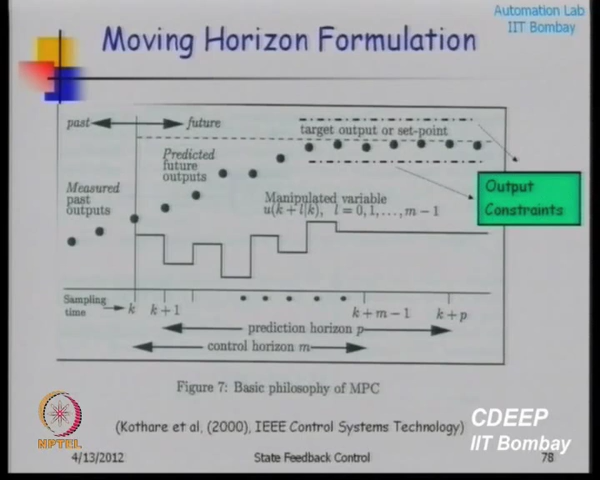 Automation Lab
IIT Bombay
Moving Horizon Formulation
past
future
target output or set-point
Predicted
future
outputs
Measured
past
outputs
Manipulated variable
u(k + l|k), l = 0, 1, . . . , m − 1
Output
Constraints
Sampling
time
k
k+1
k+m−1
k+p
prediction horizon p
control horizon m
Figure 7: Basic philosophy of MPC
(Kothare et al, (2000), IEEE Control Systems Technology)
NPTEL
CDEEP
IIT Bombay
4/13/2012
State Feedback Control
78